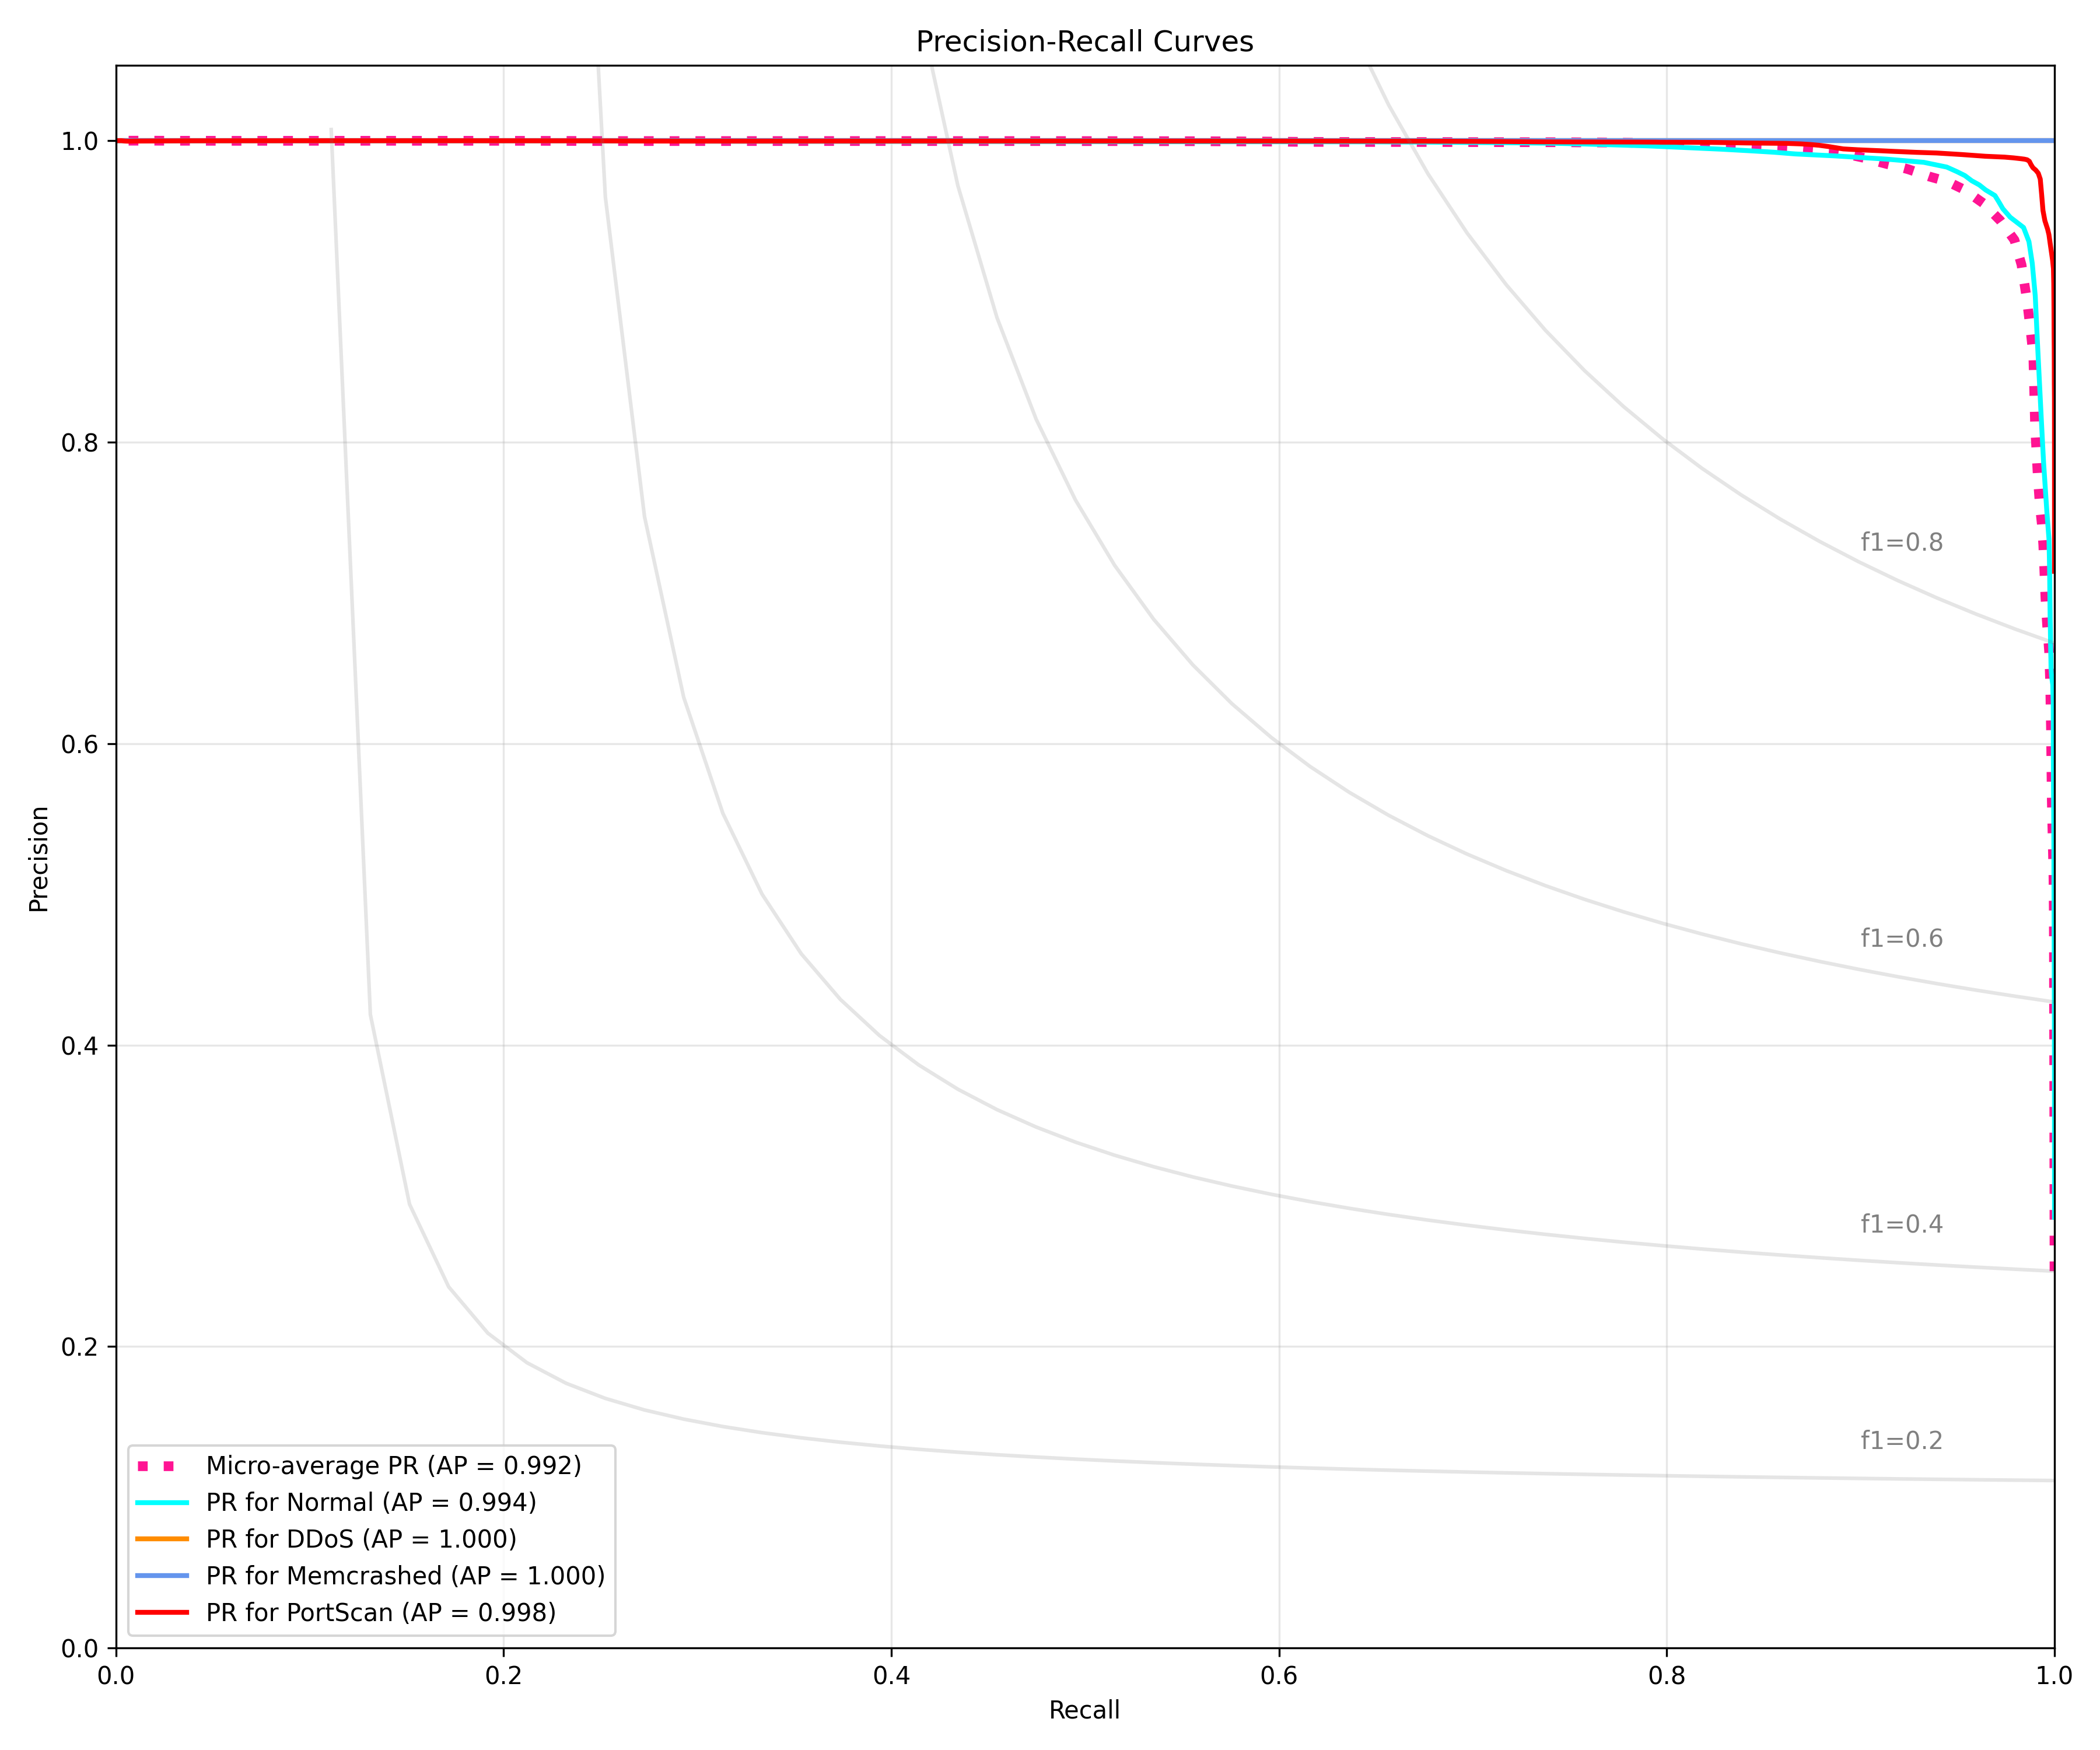 Precision-Recall Curves
1.0
0.8
0.6
0.4
0.2
0.0
Precision
f1=0.8
f1=0.6
f1=0.4
f1=0.2
Micro-average PR (AP = 0.992)
PR for Normal (AP = 0.994)
PR for DDoS (AP = 1.000)
PR for Memcrashed (AP = 1.000)
PR for PortScan (AP = 0.998)
0.0 0.2 0.4 0.6 0.8 1.0
Recall